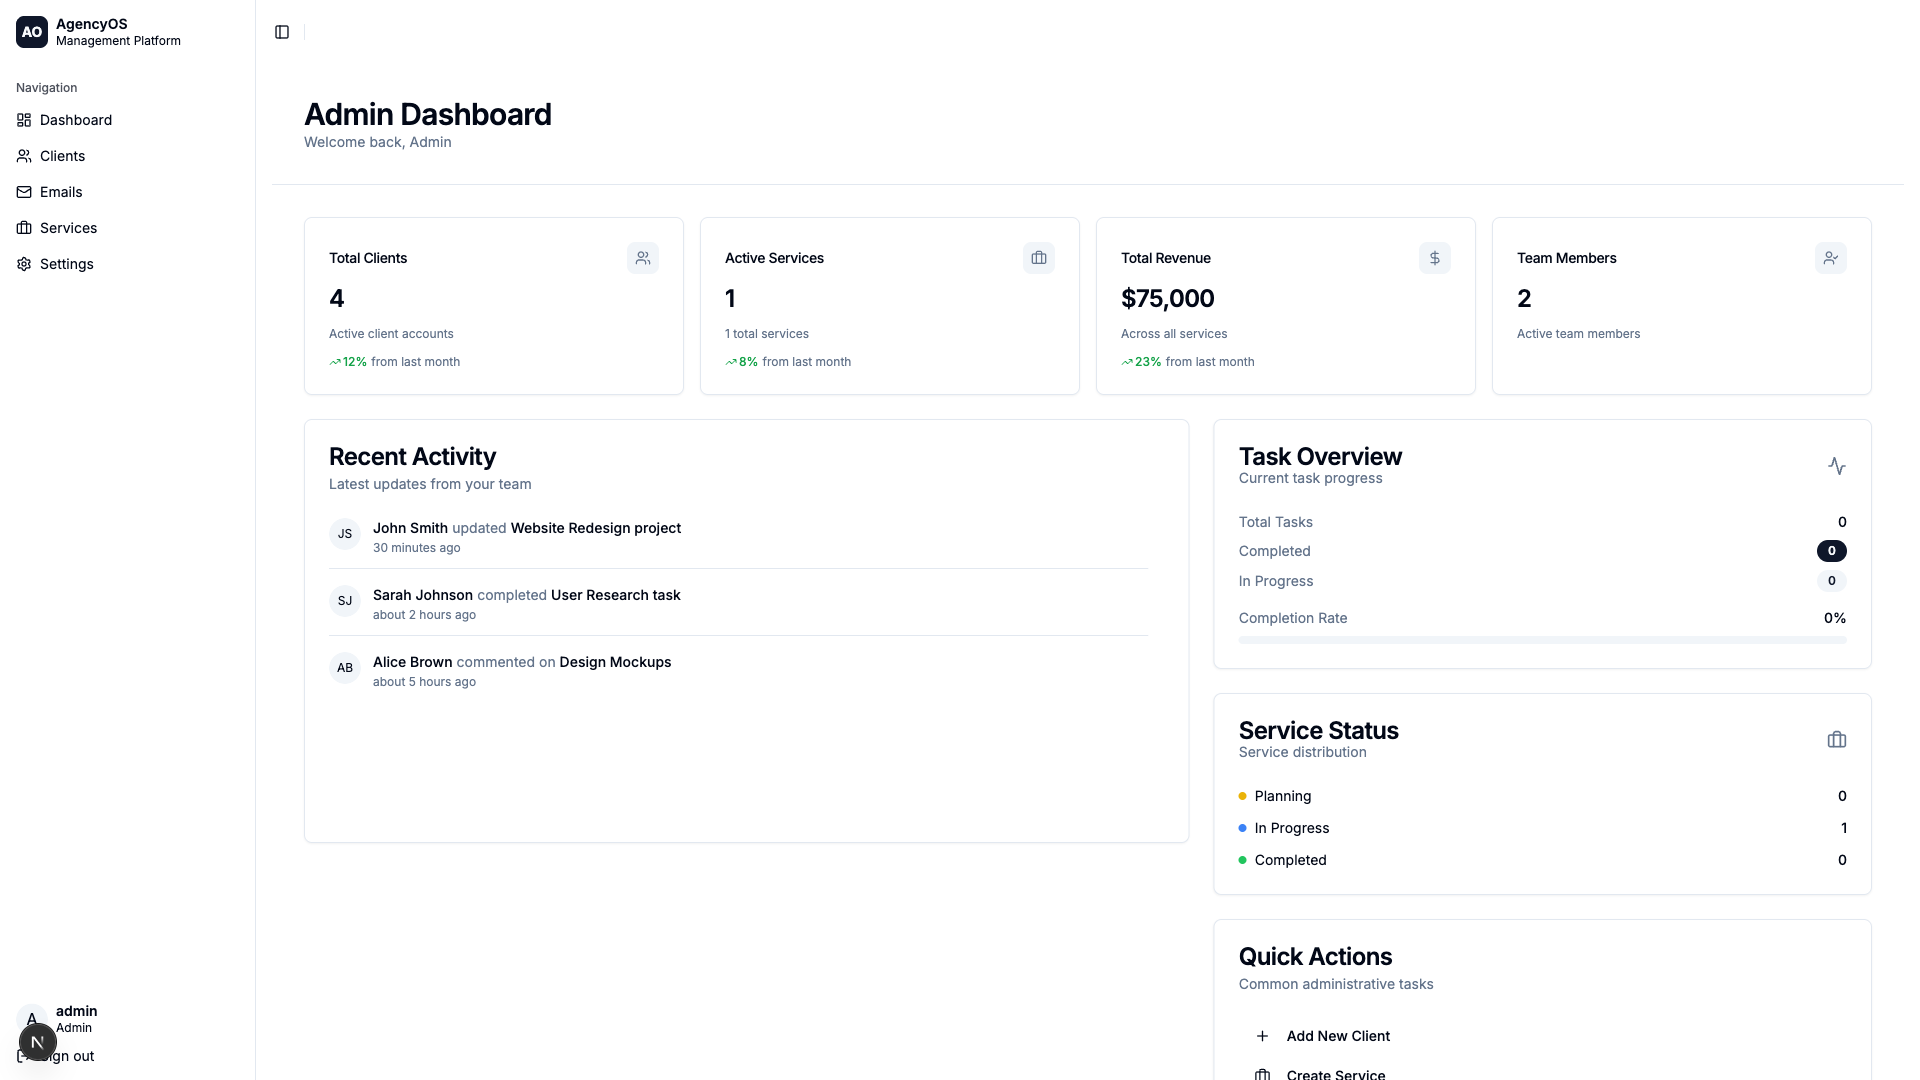 AO
AgencyOS
Management Platform
Navigation
Dashboard
Clients
Emails
Services
Settings
A
admin
Admin
N
gn out
Admin Dashboard
Welcome back, Admin
Total Clients
4
Active client accounts
12% from last month
Active Services
1
1 total services
8% from last month
Total Revenue
$75,000
Across all services
23% from last month
Team Members
2
Active team members
Recent Activity
Latest updates from your team
JS
John Smith updated Website Redesign project
30 minutes ago
SJ
Sarah Johnson completed User Research task
about 2 hours ago
AB
Alice Brown commented on Design Mockups
about 5 hours ago
Task Overview
Current task progress
Total Tasks 0
Completed 0
In Progress 0
Completion Rate 0%
Service Status
Service distribution
Planning 0
In Progress 1
Completed 0
Quick Actions
Common administrative tasks
Add New Client
Create Service